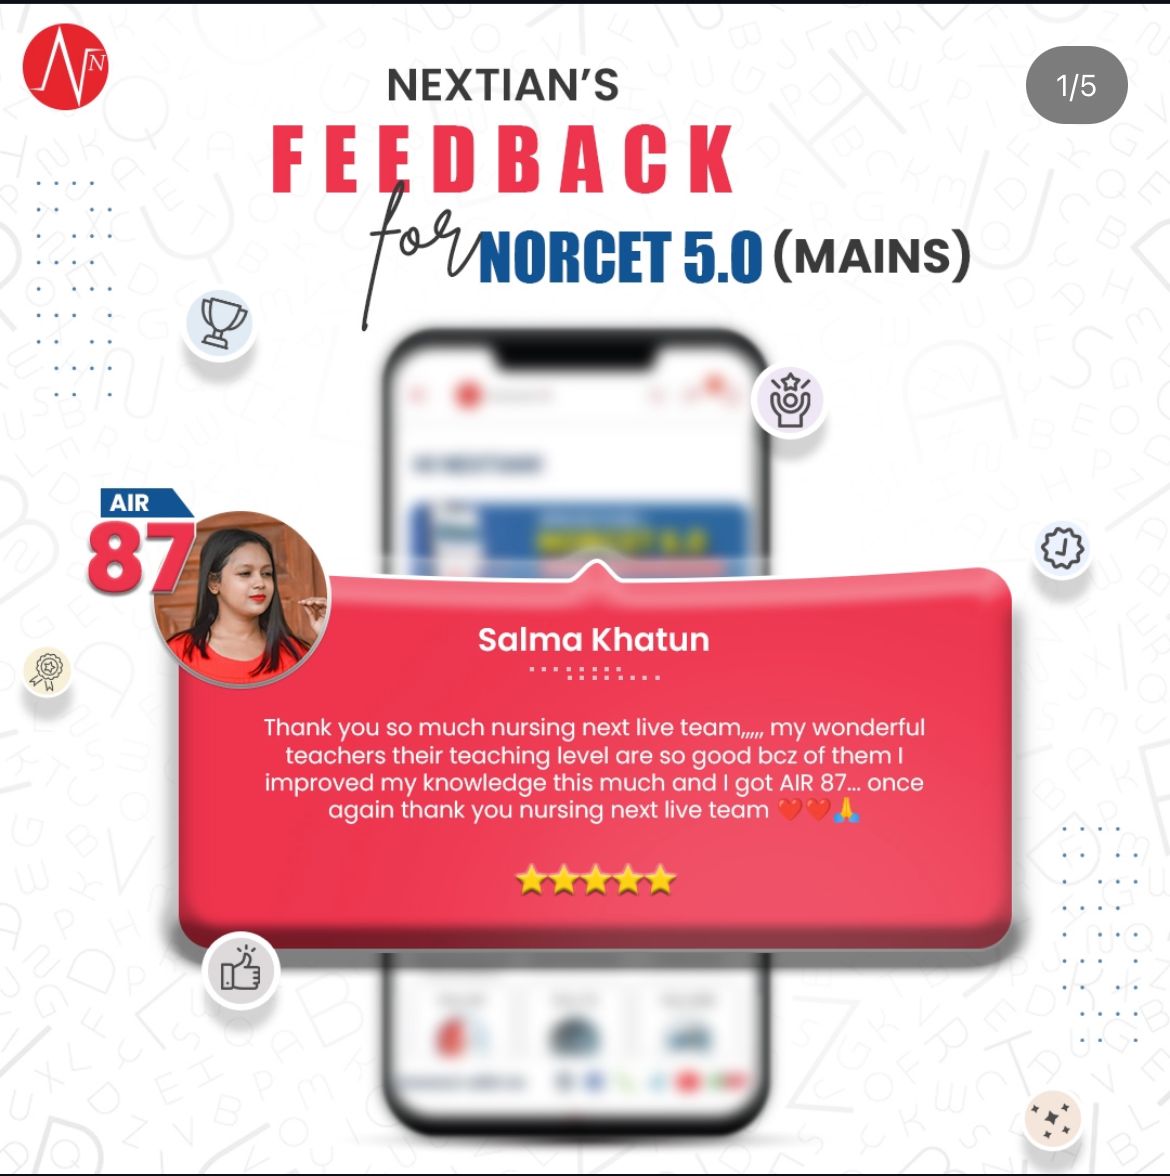 NN
1/5
NEXTIAN’S
FEEDBACK
for NORCET 5.0 (MAINS)
AIR
87
Salma Khatun
Thank you so much nursing next live team,,,,, my wonderful
teachers their teaching level are so good bcz of them I
improved my knowledge this much and I got AIR 87... once
again thank you nursing next live team ❤️❤️🙏